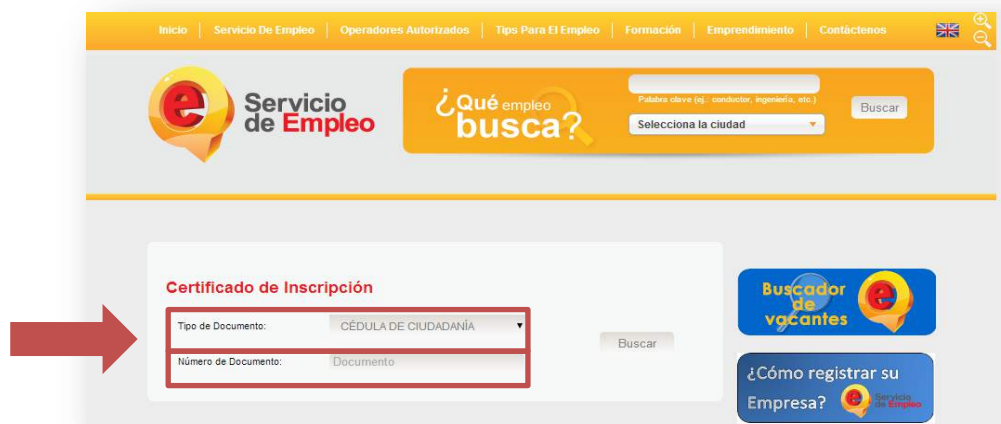 Inicio | Servicio De Empleo | Operadores Autorizados | Tips Para El Empleo | Formación | Emprendimiento | Contáctenos
e Servicio
de Empleo
¿Qué empleo
busca?
Palabra clave (ej.: conductor, ingeniería, etc.)
Selecciona la ciudad
Buscar
Certificado de Inscripción
Tipo de Documento: CÉDULA DE CIUDADANÍA
Número de Documento: Documento
Buscar
Buscador
de
vacantes
e
¿Cómo registrar su
Empresa? e Servicio
de Empleo